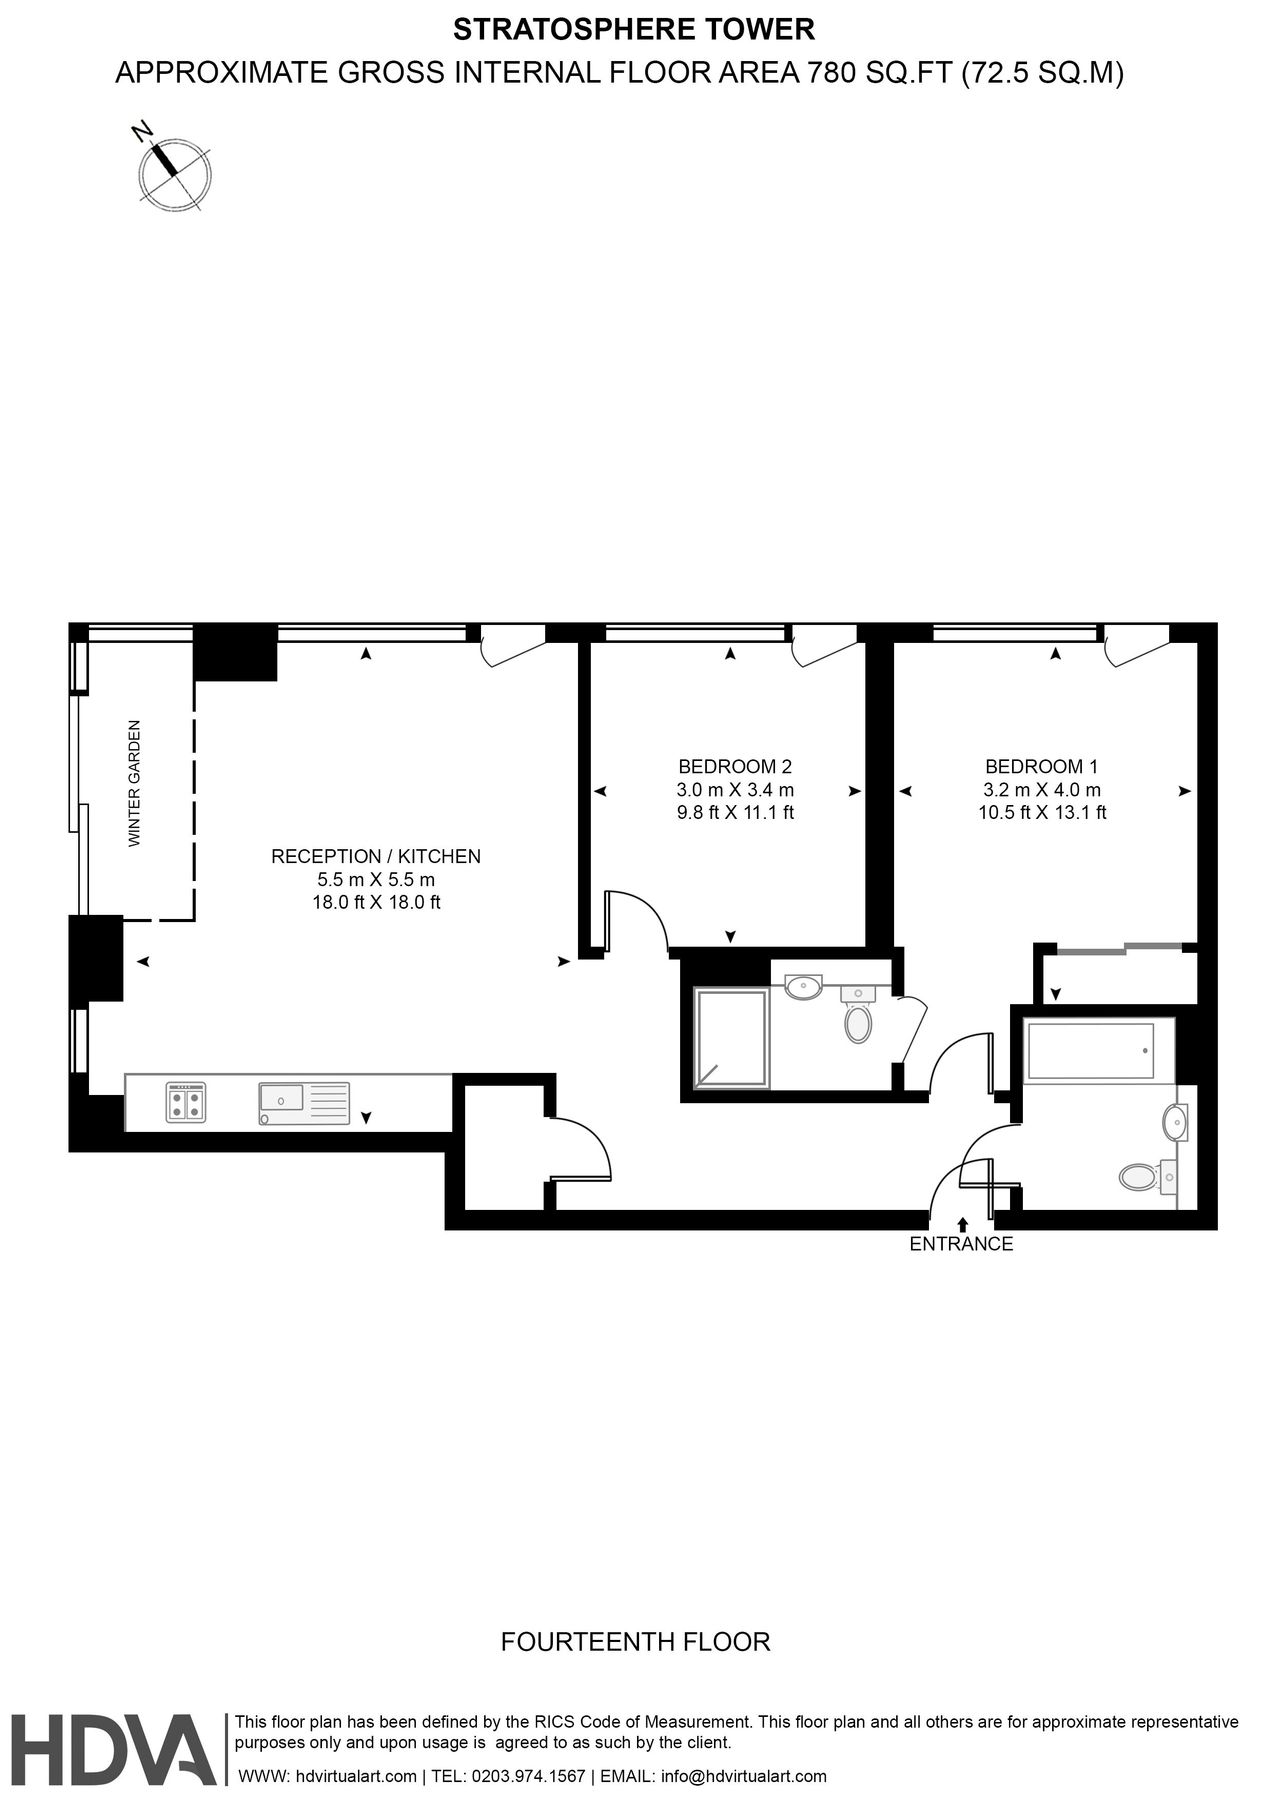 STRATOSPHERE TOWER
APPROXIMATE GROSS INTERNAL FLOOR AREA 780 SQ.FT (72.5 SQ.M)
N
WINTER GARDEN
RECEPTION / KITCHEN
5.5 m X 5.5 m
18.0 ft X 18.0 ft
BEDROOM 2
3.0 m X 3.4 m
9.8 ft X 11.1 ft
BEDROOM 1
3.2 m X 4.0 m
10.5 ft X 13.1 ft
ENTRANCE
FOURTEENTH FLOOR
HDVA
This floor plan has been defined by the RICS Code of Measurement. This floor plan and all others are for approximate representative
purposes only and upon usage is agreed to as such by the client.
WWW: hdvirtualart.com | TEL: 0203.974.1567 | EMAIL: info@hdvirtualart.com